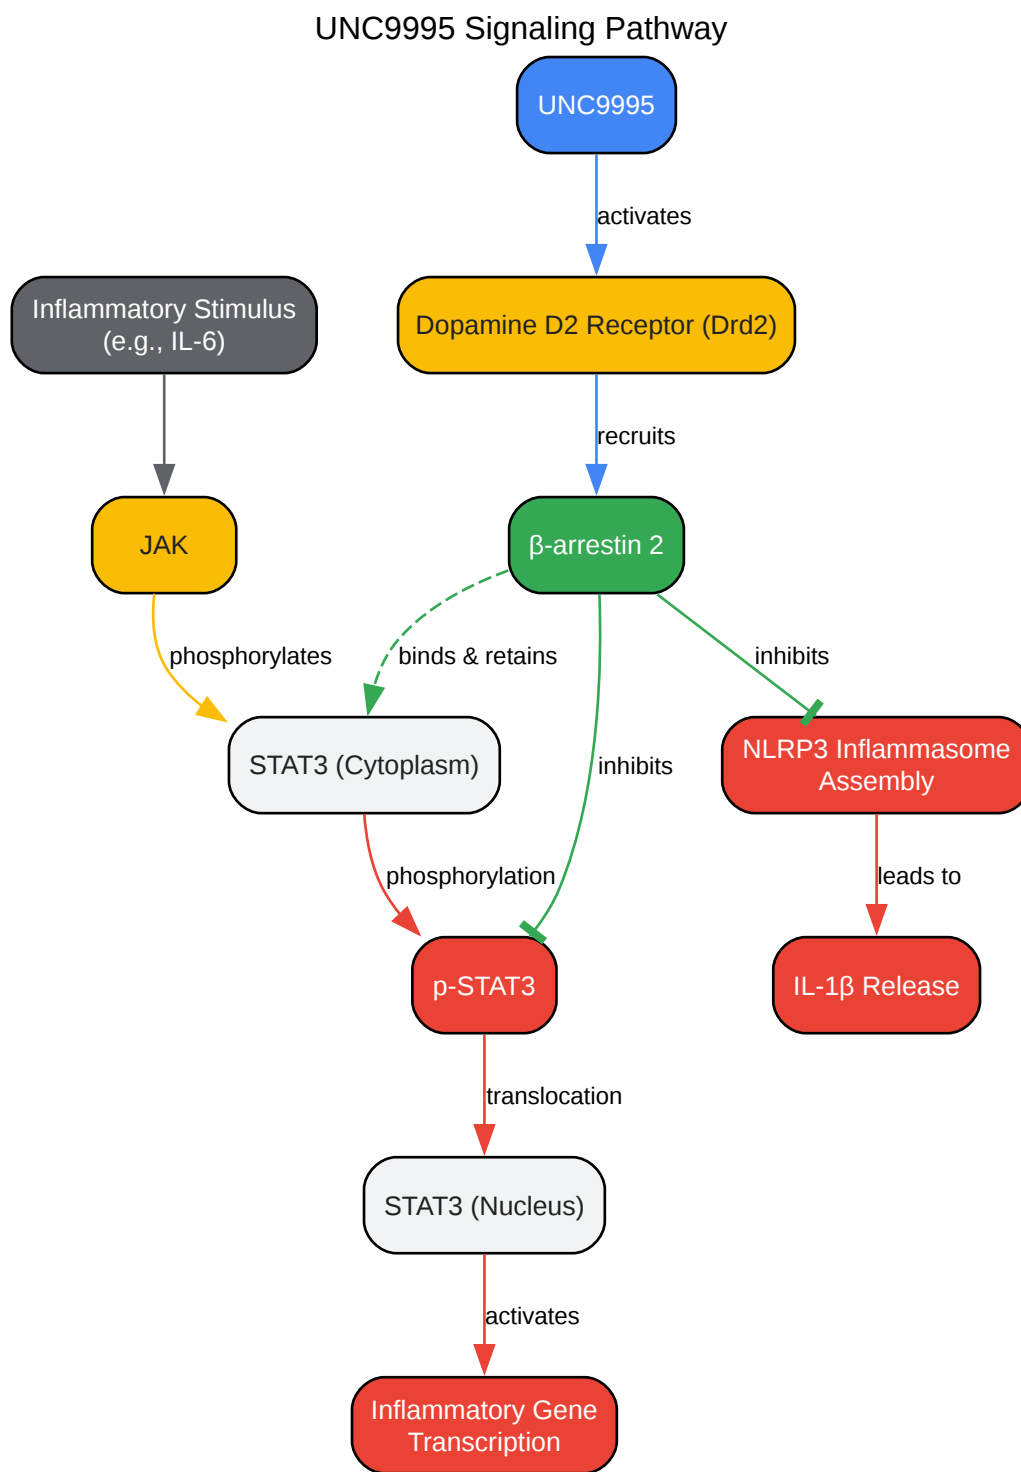 UNC9995 Signaling Pathway
UNC9995
activates
Inflammatory Stimulus
(e.g., IL-6)
Dopamine D2 Receptor (Drd2)
recruits
JAK
β-arrestin 2
phosphorylates
binds & retains
inhibits
STAT3 (Cytoplasm)
inhibits
NLRP3 Inflammasome
Assembly
phosphorylation
leads to
p-STAT3
IL-1β Release
translocation
STAT3 (Nucleus)
activates
Inflammatory Gene
Transcription